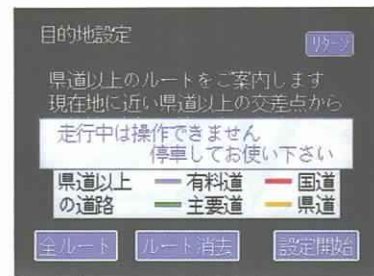 目的地設定
リターン
県道以上のルートをご案内します
現在地に近い県道以上の交差点から
走行中は操作できません
停車してお使い下さい
県道以上 有料道 国道
の道路 主要道 県道
全ルート ルート消去 設定開始